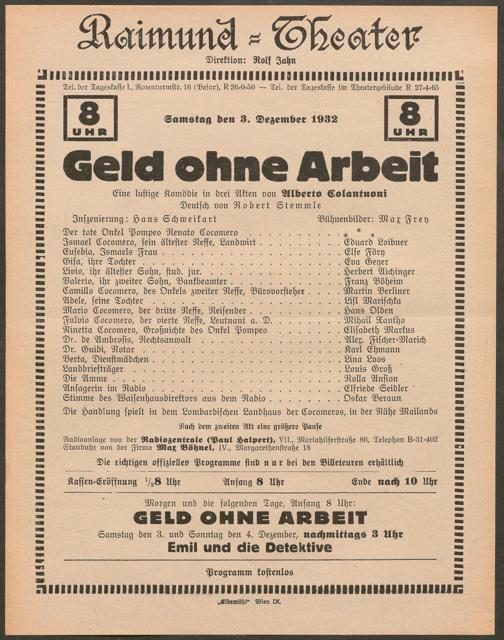 Raimund-Theater
Direktion: Rolf Jahn
Tel. der Tageskasse I., Rotenturmstr. 16 (Basar), R 26-0-50 — Tel. der Tageskasse im Theatergebäude R 27-4-65
8 UHR
Samstag den 3. Dezember 1932
8 UHR
Geld ohne Arbeit
Eine lustige Komödie in drei Akten von Alberto Colantuoni
Deutsch von Robert Stemmle
Inszenierung: Hans Schweikart Bühnenbilder: Max Frey
Der tote Onkel Pompeo Renato Cocomero * * *
Ismael Cocomero, sein ältester Neffe, Landwirt Eduard Loibner
Eusebia, Ismaels Frau Else Föry
Gisa, ihre Tochter Eva Geyer
Livio, ihr ältester Sohn, stud. jur. Herbert Aichinger
Valerio, ihr zweiter Sohn, Bankbeamter Franz Böheim
Camillo Cocomero, des Onkels zweiter Neffe, Bürovorsteher Martin Berliner
Adele, seine Tochter Lisl Marischka
Mario Cocomero, der dritte Neffe, Reisender Hans Olden
Fulvio Cocomero, der vierte Neffe, Leutnant a. D. Mihail Xantho
Ninetta Cocomero, Großnichte des Onkel Pompeo Elisabeth Markus
Dr. de Ambrosis, Rechtsanwalt Alex. Fischer-Marich
Dr. Guidi, Notar Karl Ehmann
Berta, Dienstmädchen Lina Loos
Landbriefträger Louis Groß
Die Amme Rolla Ansion
Ansagerin im Radio Elfriede Seidler
Stimme des Waisenhausdirektors aus dem Radio Oskar Beraun
Die Handlung spielt in dem Lombardischen Landhaus der Cocomeros, in der Nähe Mailands
Nach dem zweiten Akt eine größere Pause
Radioanlage von der Radiozentrale (Paul Halpert), VII., Mariahilferstraße 86, Telephon B-31-402
Standuhr von der Firma Max Böhnel, IV., Margarethenstraße 18
Die richtigen offiziellen Programme sind nur bei den Billeteuren erhältlich
Kassen-Eröffnung ½8 Uhr Anfang 8 Uhr Ende nach 10 Uhr
Morgen und die folgenden Tage, Anfang 8 Uhr:
GELD OHNE ARBEIT
Samstag den 3. und Sonntag den 4. Dezember, nachmittags 3 Uhr
Emil und die Detektive
Programm kostenlos
„Elbemühl“ Wien IX.